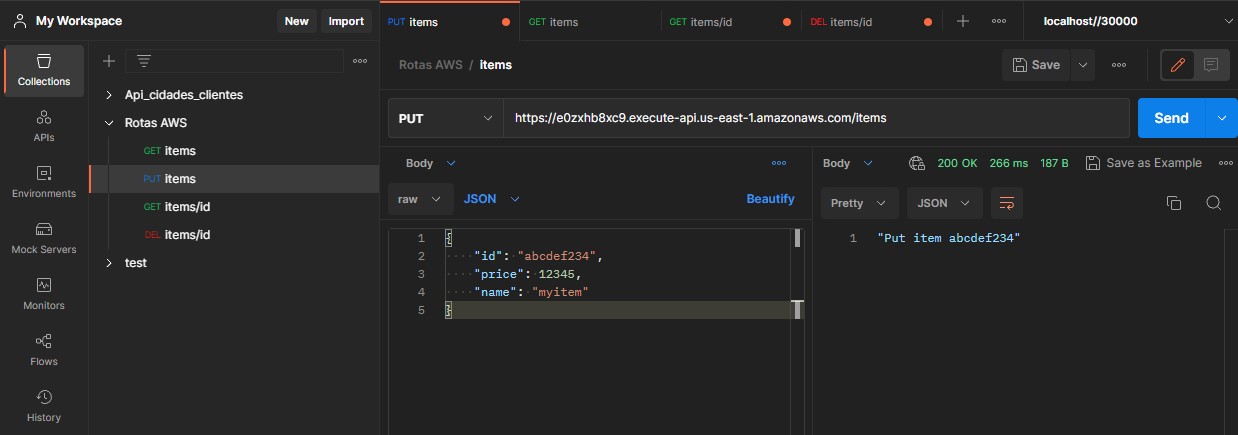 My Workspace
New
Import
PUT items
GET items
GET items/id
DEL items/id
localhost//30000
Collections
APIs
Environments
Mock Servers
Monitors
Flows
History
Api_cidades_clientes
Rotas AWS
GET items
PUT items
GET items/id
DEL items/id
test
Rotas AWS / items
Save
PUT
https://e0zxhb8xc9.execute-api.us-east-1.amazonaws.com/items
Send
Body
raw
JSON
Beautify
1 {
2 "id": "abcdef234",
3 "price": 12345,
4 "name": "myitem"
5 }
Body
200 OK 266 ms 187 B
Save as Example
Pretty
JSON
1 "Put item abcdef234"